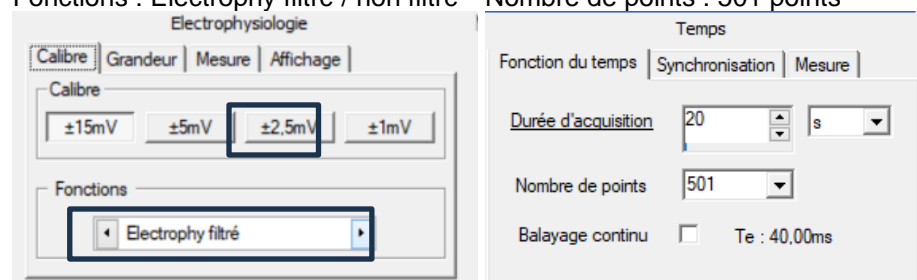 Fonctions : Electrophy filtré / non filtré Nombre de points : 501 points
Electrophysiologie
Calibre Grandeur Mesure Affichage
Calibre
±15mV ±5mV ±2,5mV ±1mV
Fonctions
Electrophy filtré
Temps
Fonction du temps Synchronisation Mesure
Durée d'acquisition 20 s
Nombre de points 501
Balayage continu Te : 40,00ms